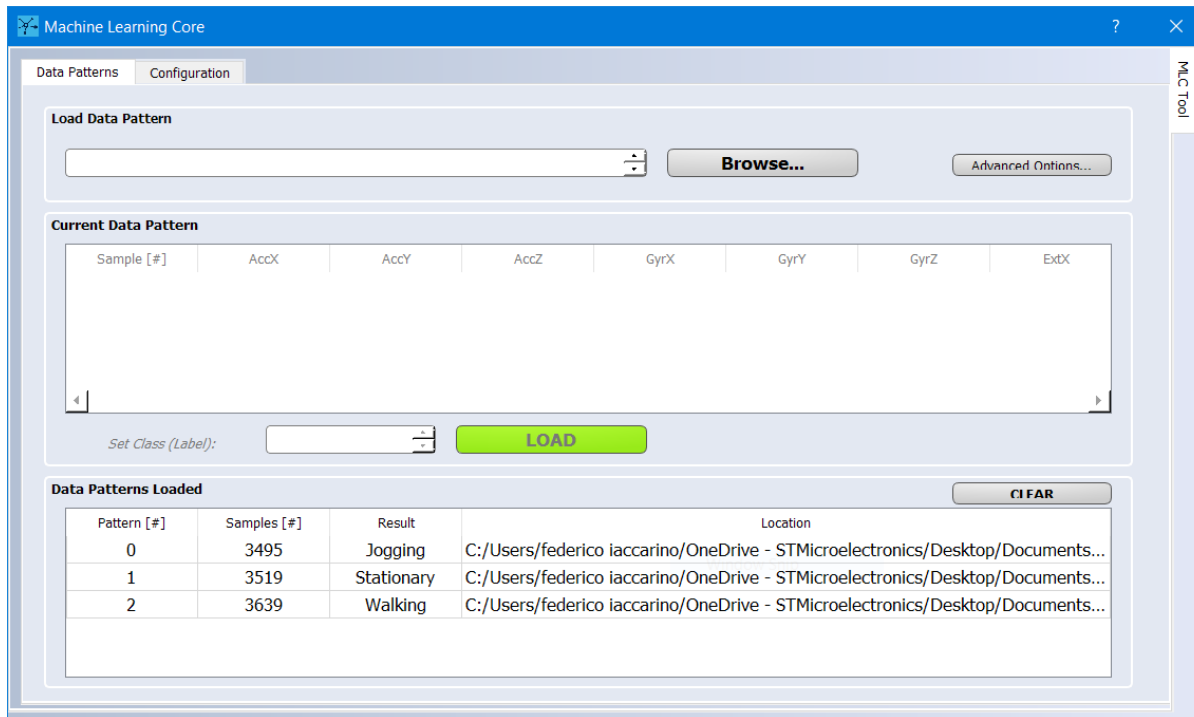 Machine Learning Core ?
MLC Tool
Data Patterns Configuration
Load Data Pattern
Browse... Advanced Options...
Current Data Pattern
Sample [#] AccX AccY AccZ GyrX GyrY GyrZ ExtX
Set Class (Label): LOAD
Data Patterns Loaded CLEAR
Pattern [#] Samples [#] Result Location
0 3495 Jogging C:/Users/federico iaccarino/OneDrive - STMicroelectronics/Desktop/Documents...
1 3519 Stationary C:/Users/federico iaccarino/OneDrive - STMicroelectronics/Desktop/Documents...
2 3639 Walking C:/Users/federico iaccarino/OneDrive - STMicroelectronics/Desktop/Documents...